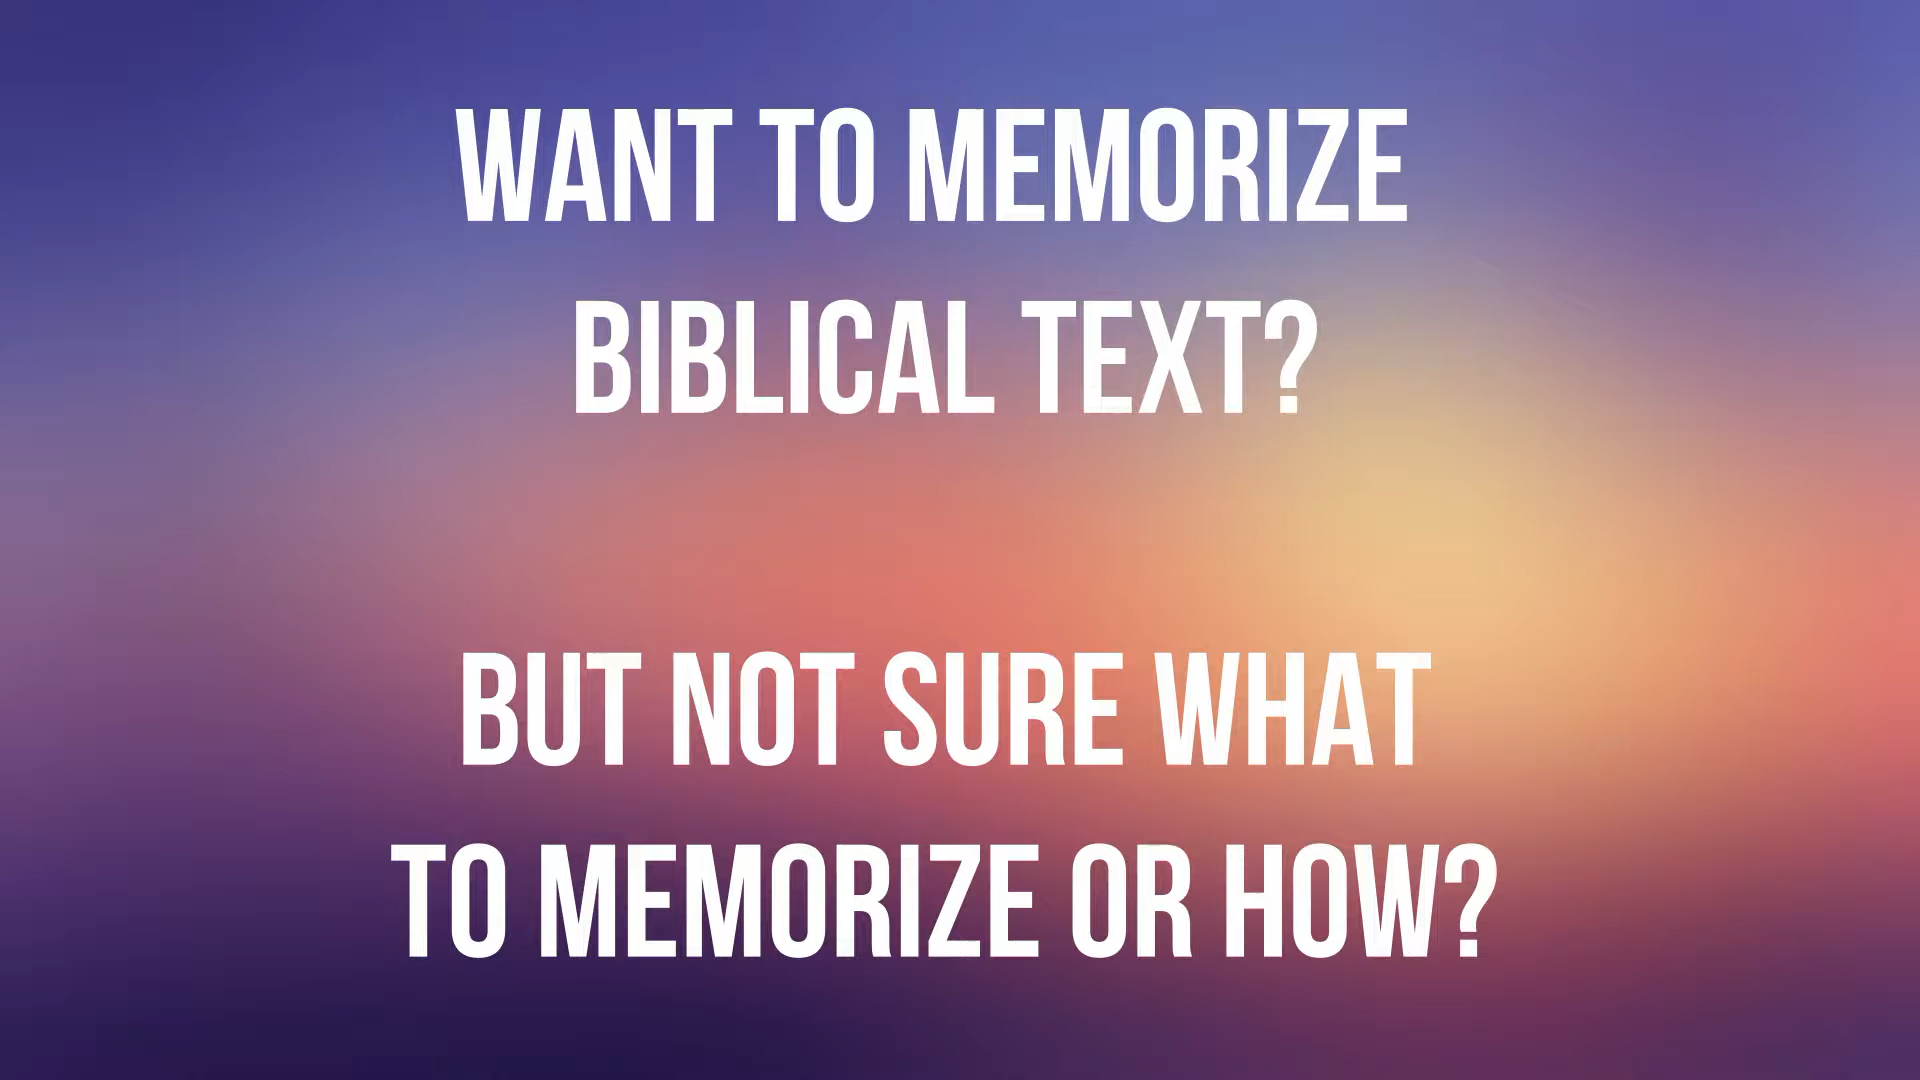 WANT TO MEMORIZE
BIBLICAL TEXT?
BUT NOT SURE WHAT
TO MEMORIZE OR HOW?